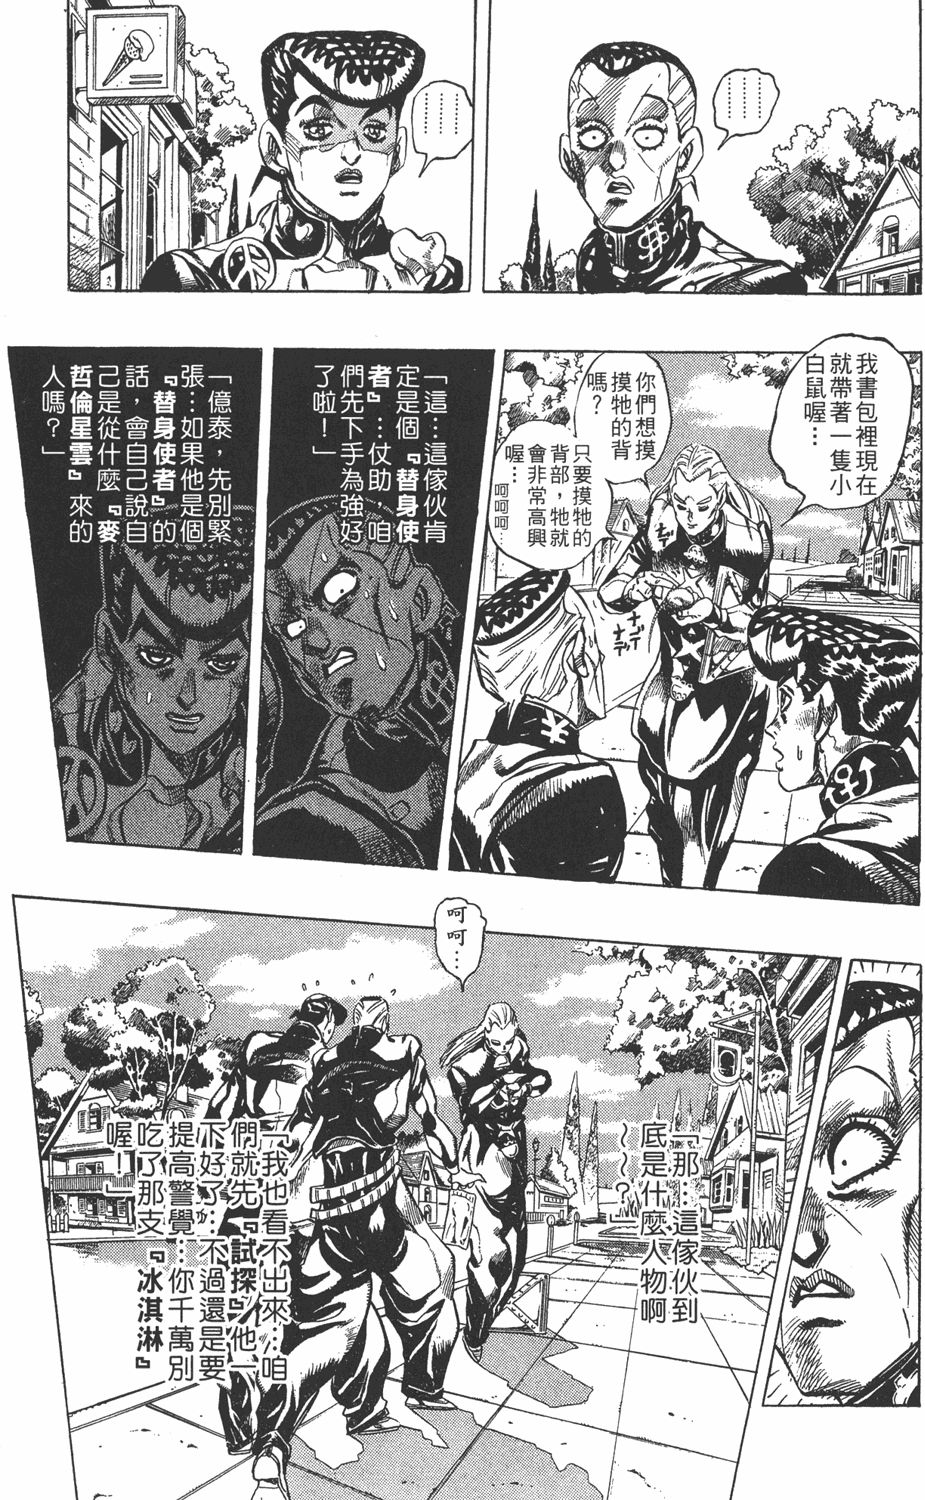 ………
………
我書包裡現在
就帶著一隻小
白鼠喔…
你們想摸
摸牠的背
嗎？
只要摸牠的
背部，牠就
會非常高興
喔…
呵呵呵…
ナデ
ナデ
「這…這傢伙肯
定是個『替身使
者』…仗助，咱
們先下手為強好
了啦！」
「億泰，先別緊
張…如果他是個
『替身使者』的
話，會自己說自
己是從什麼『麥
哲倫星雲』來的
人嗎？」
「那…這傢伙到
底是什麼人物啊
～～～？」
呵
呵…
「我也看不出來…咱
們就先『試探』他一
下好了…不過還是要
提高警覺…你千萬別
吃了那支『冰淇淋』
喔！」